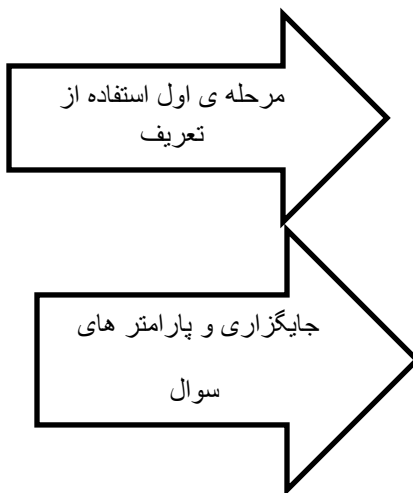 مرحله ی اول استفاده از
تعریف
جایگزاری و پارامتر های
سوال